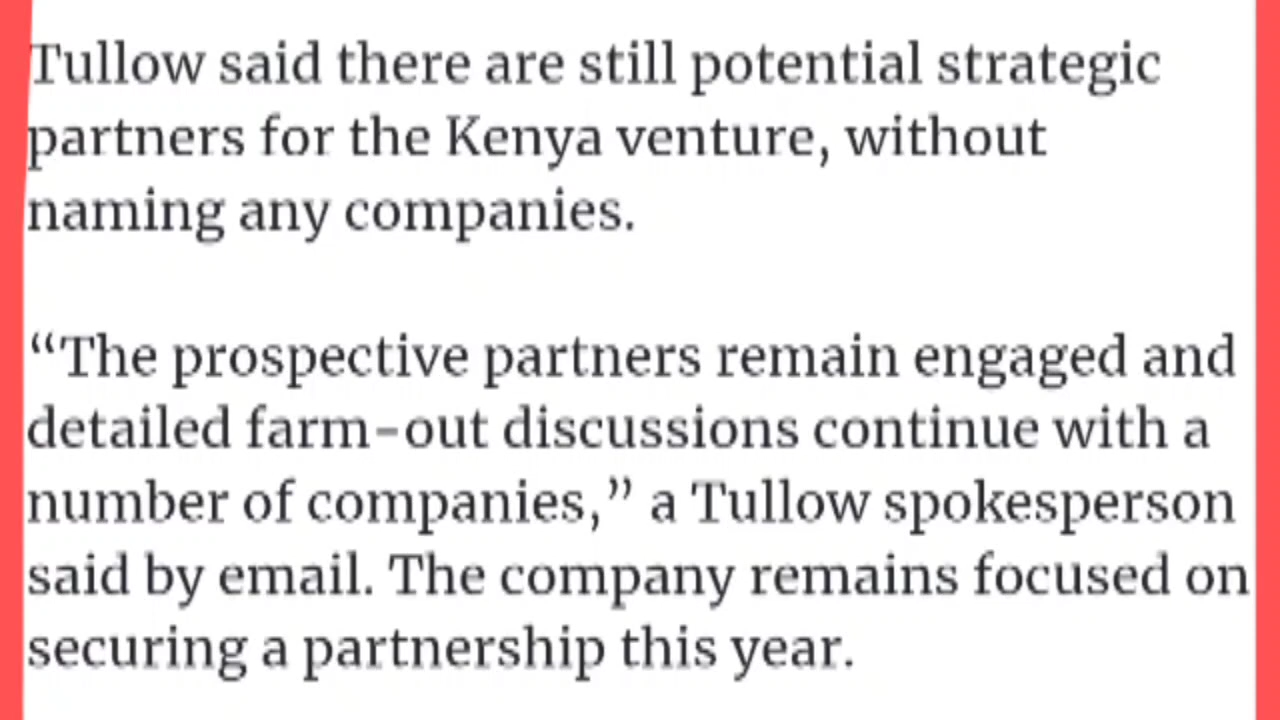 Tullow said there are still potential strategic
partners for the Kenya venture, without
naming any companies.
“The prospective partners remain engaged and
detailed farm-out discussions continue with a
number of companies,” a Tullow spokesperson
said by email. The company remains focused on
securing a partnership this year.